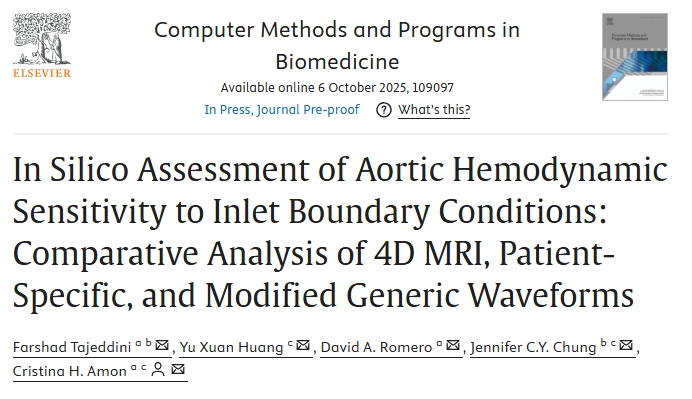 Computer Methods and Programs in
Biomedicine
ELSEVIER
Available online 6 October 2025, 109097
In Press, Journal Pre-proof What's this?
In Silico Assessment of Aortic Hemodynamic
Sensitivity to Inlet Boundary Conditions:
Comparative Analysis of 4D MRI, Patient-
Specific, and Modified Generic Waveforms
Farshad Tajeddini a b, Yu Xuan Huang c, David A. Romero a, Jennifer C.Y. Chung b c,
Cristina H. Amon a c